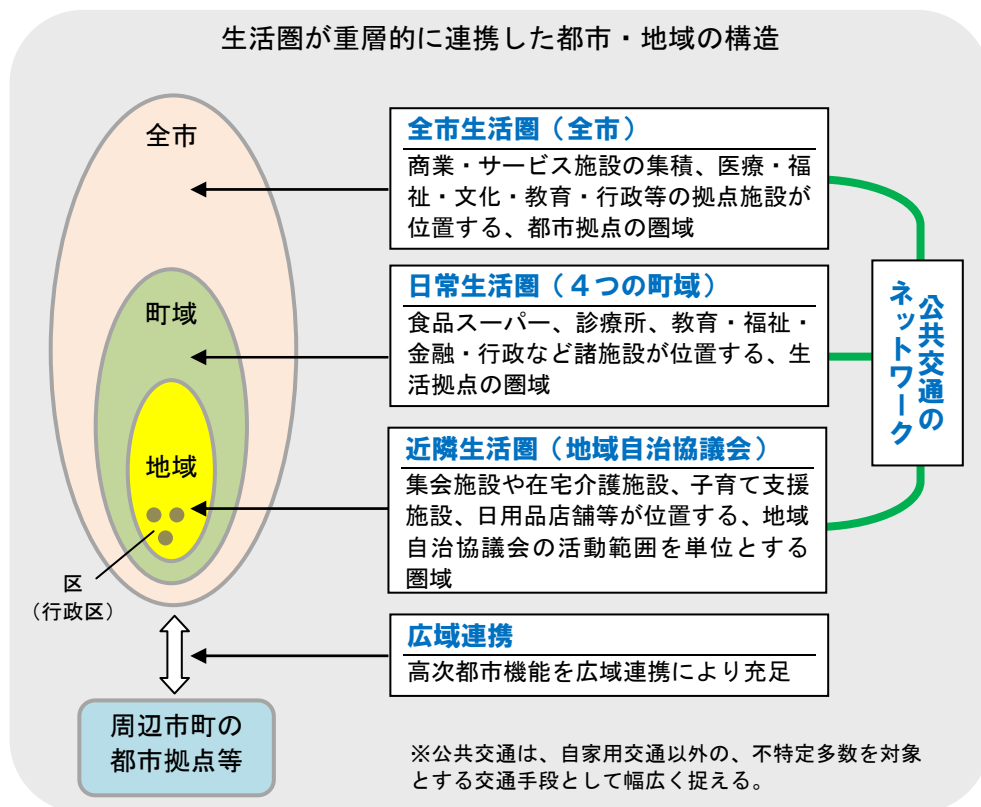 生活圏が重層的に連携した都市・地域の構造
全市
町域
地域
区
（行政区）
周辺市町の
都市拠点等
全市生活圏（全市）
商業・サービス施設の集積、医療・福
祉・文化・教育・行政等の拠点施設が
位置する、都市拠点の圏域
日常生活圏（４つの町域）
食品スーパー、診療所、教育・福祉・
金融・行政など諸施設が位置する、生
活拠点の圏域
近隣生活圏（地域自治協議会）
集会施設や在宅介護施設、子育て支援
施設、日用品店舗等が位置する、地域
自治協議会の活動範囲を単位とする
圏域
広域連携
高次都市機能を広域連携により充足
公共交通の
ネットワーク
※公共交通は、自家用交通以外の、不特定多数を対象
とする交通手段として幅広く捉える。